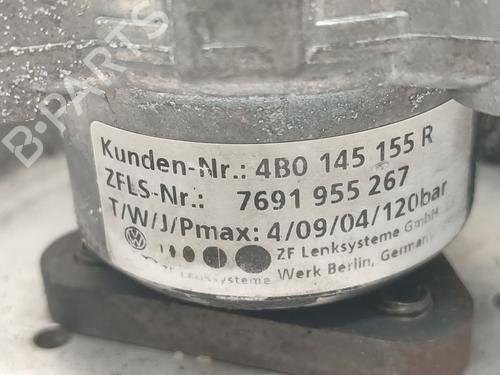 B-PARTS
Kunden-Nr.: 4B0 145 155 R
ZFLS-Nr.: 7691 955 267
T/W/J/Pmax: 4/09/04/120bar
ZF Lenksysteme GmbH
Lenksysteme Werk Berlin, Germany